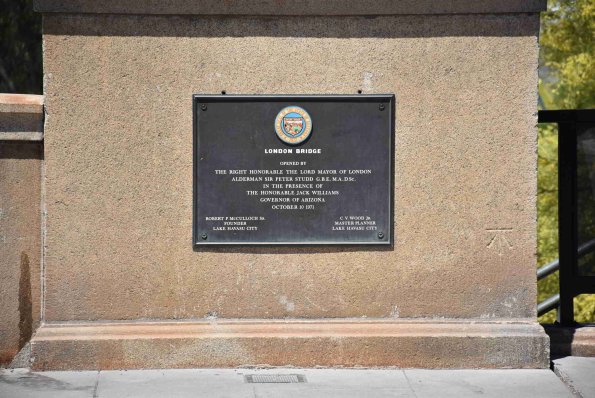 LONDON BRIDGE
OPENED BY
THE RIGHT HONORABLE THE LORD MAYOR OF LONDON
ALDERMAN SIR PETER STUDD G.B.E. M.A. D.Sc.
IN THE PRESENCE OF
THE HONORABLE JACK WILLIAMS
GOVERNOR OF ARIZONA
OCTOBER 10 1971
ROBERT P. McCULLOCH SR.
FOUNDER
LAKE HAVASU CITY
C. V. WOOD JR.
MASTER PLANNER
LAKE HAVASU CITY